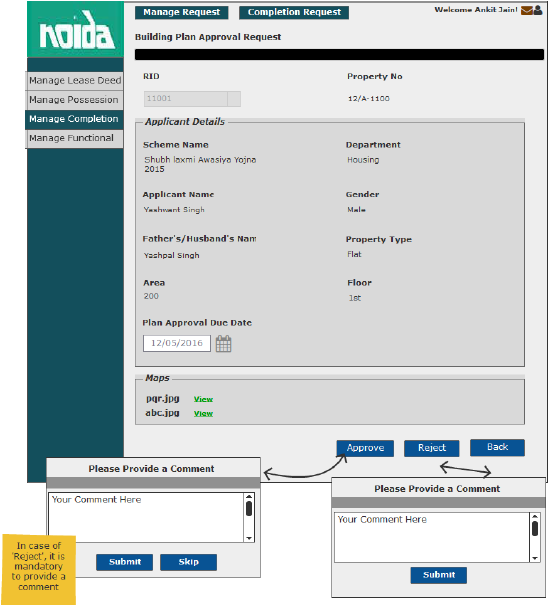 noida
Manage Request Completion Request
Welcome Ankit Jain!
Building Plan Approval Request
Manage Lease Deed
Manage Possession
Manage Completion
Manage Functional
RID Property No
11001 12/A-1100
Applicant Details
Scheme Name Department
Shubh laxmi Awasiya Yojna Housing
2015
Applicant Name Gender
Yashwant Singh Male
Father's/Husband's Nam Property Type
Yashpal Singh Flat
Area Floor
200 1st
Plan Approval Due Date
12/05/2016
Maps
pqr.jpg View
abc.jpg View
Approve Reject Back
Please Provide a Comment
Your Comment Here
Submit Skip
Please Provide a Comment
Your Comment Here
Submit
In case of
'Reject', it is
mandatory
to provide a
comment